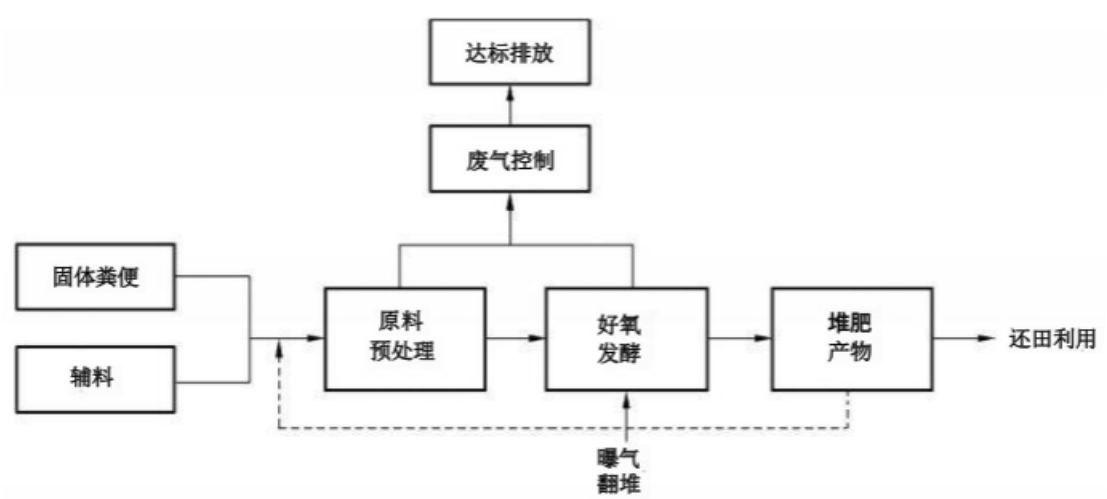 达标排放
废气控制
固体粪便
辅料
原料
预处理
好氧
发酵
堆肥
产物
还田利用
曝气
翻堆